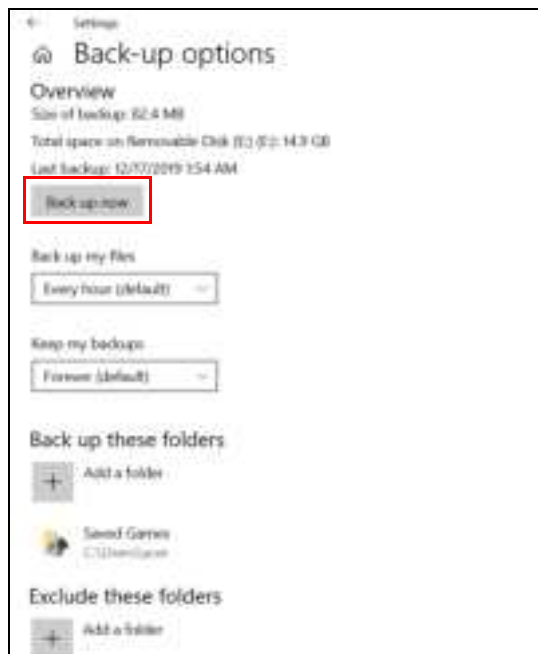 Settings
Back-up options
Overview
Size of backup: 82.4 MB
Total space on Removable Disk (E:) (E:): 14.9 GB
Last backup: 12/17/2019 1:54 AM
Back up now
Back up my files
Every hour (default)
Keep my backups
Forever (default)
Back up these folders
Add a folder
Saved Games
Exclude these folders
Add a folder